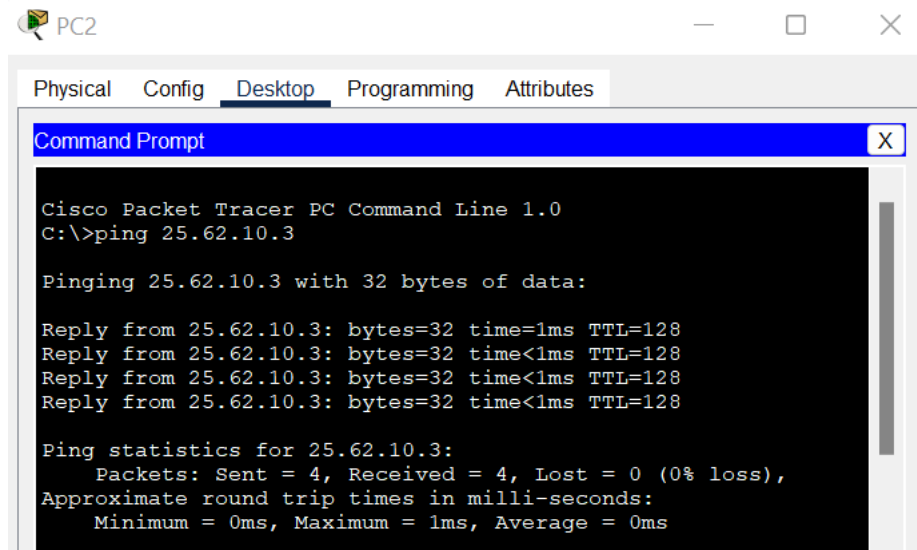 PC2
Physical Config Desktop Programming Attributes
Command Prompt X
Cisco Packet Tracer PC Command Line 1.0
C:\>ping 25.62.10.3
Pinging 25.62.10.3 with 32 bytes of data:
Reply from 25.62.10.3: bytes=32 time=1ms TTL=128
Reply from 25.62.10.3: bytes=32 time<1ms TTL=128
Reply from 25.62.10.3: bytes=32 time<1ms TTL=128
Reply from 25.62.10.3: bytes=32 time<1ms TTL=128
Ping statistics for 25.62.10.3:
Packets: Sent = 4, Received = 4, Lost = 0 (0% loss),
Approximate round trip times in milli-seconds:
Minimum = 0ms, Maximum = 1ms, Average = 0ms